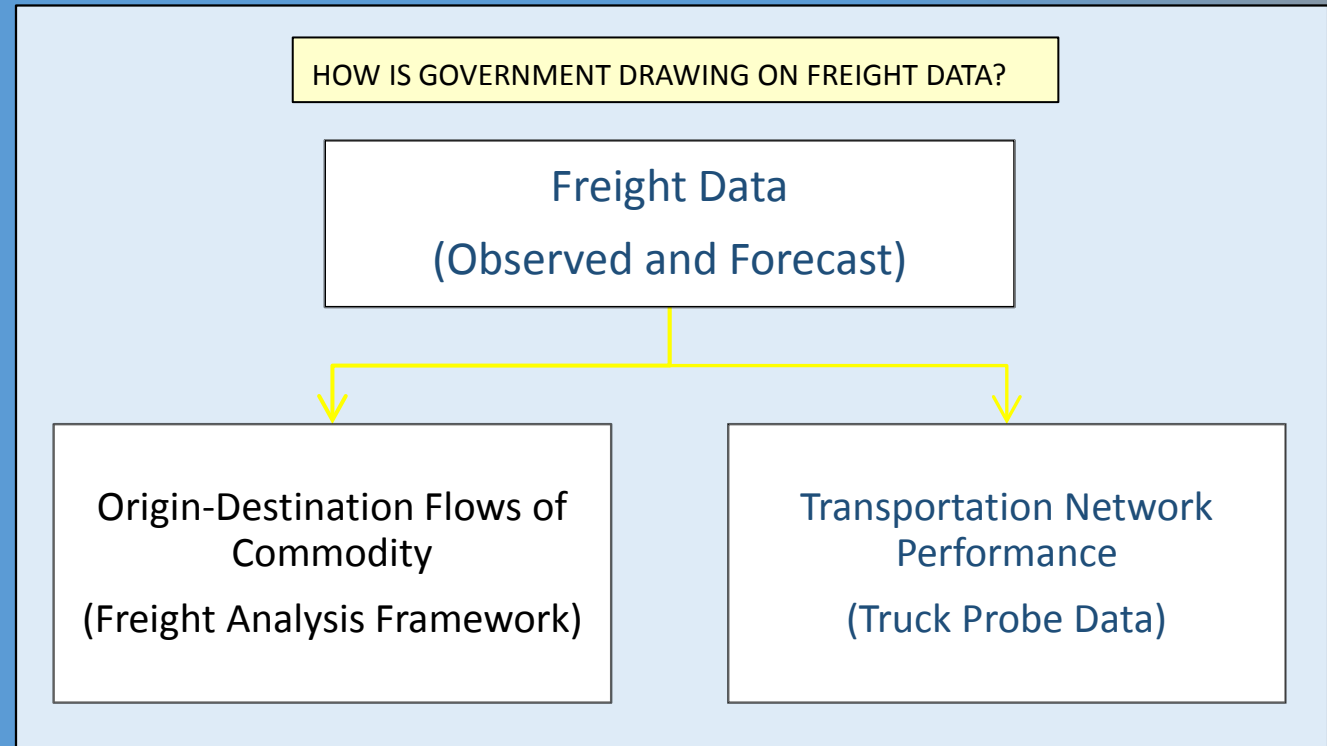 HOW IS GOVERNMENT DRAWING ON FREIGHT DATA?
Freight Data
(Observed and Forecast)
Origin-Destination Flows of
Commodity
(Freight Analysis Framework)
Transportation Network
Performance
(Truck Probe Data)